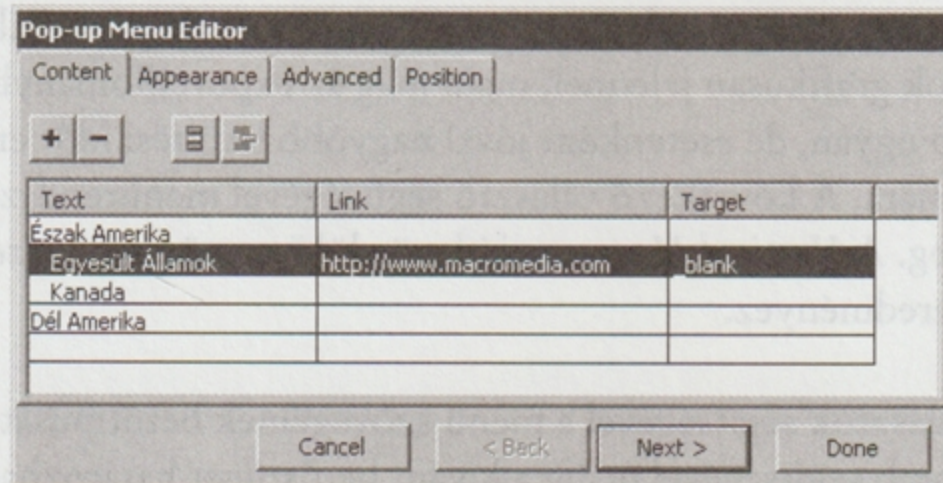 Pop-up Menu Editor
Content Appearance Advanced Position
+ −
Text Link Target
Észak Amerika
Egyesült Államok http://www.macromedia.com _blank
Kanada
Dél Amerika
Cancel < Back Next > Done